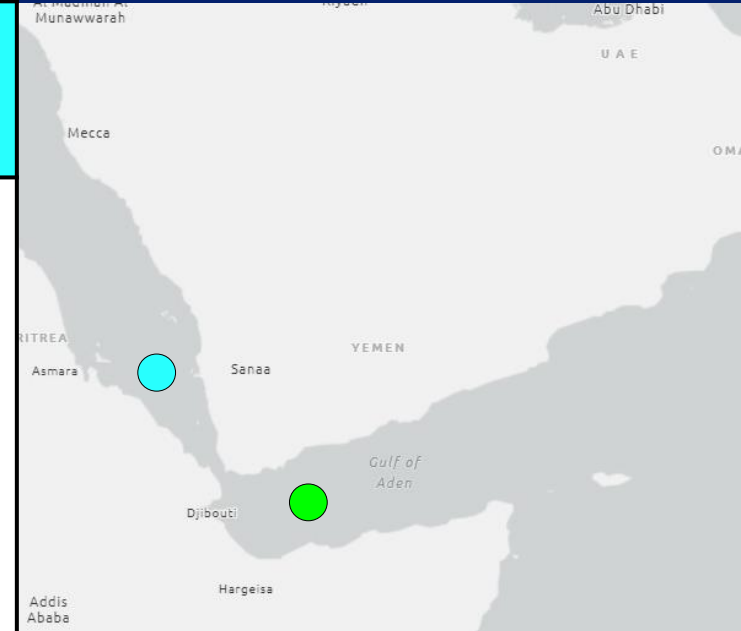 Munawwarah
Abu Dhabi
UAE
Mecca
OMA
RITREA
YEMEN
Asmara
Sanaa
Gulf of
Aden
Djibouti
Hargeisa
Addis
Ababa